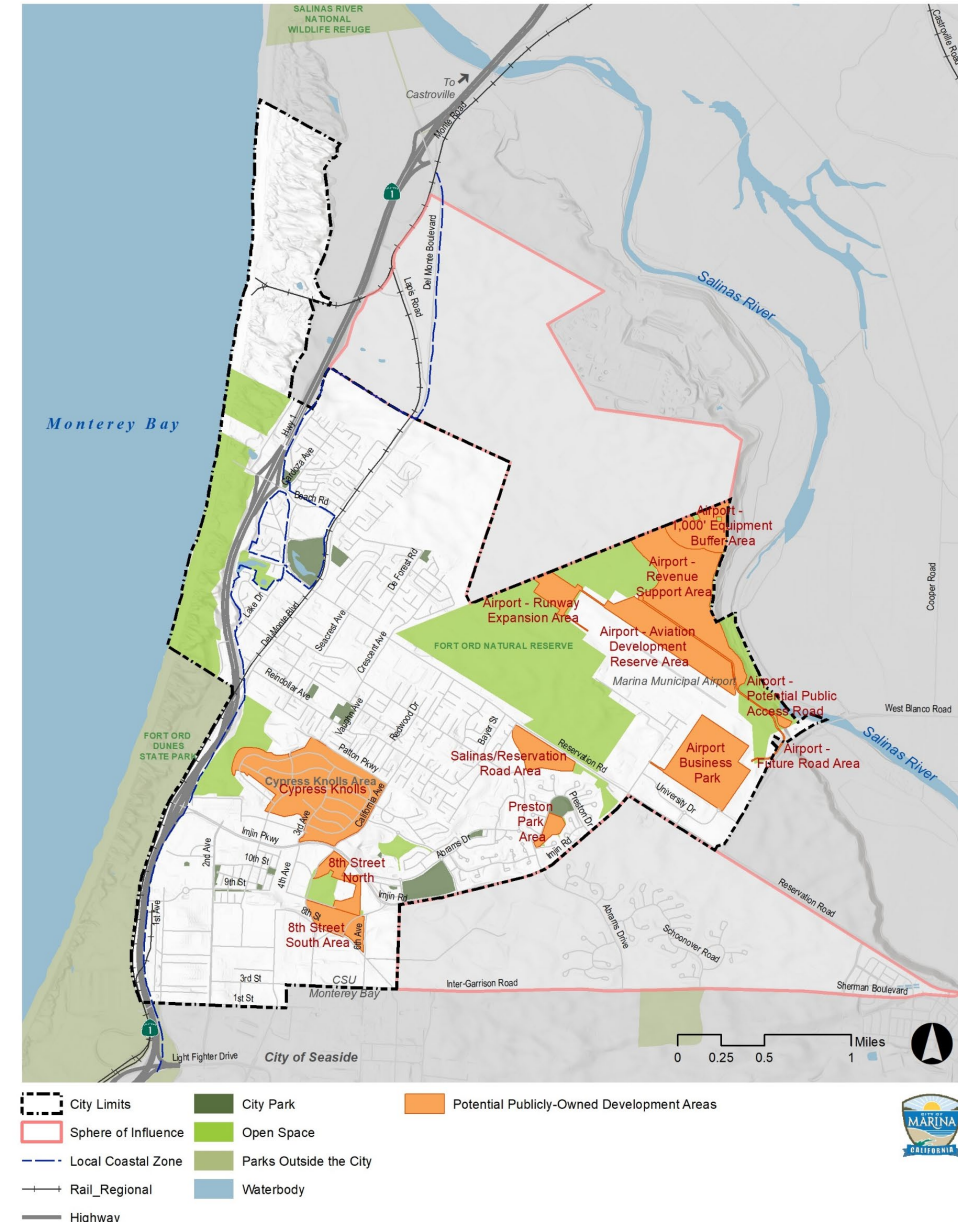 SALINAS RIVER
NATIONAL
WILDLIFE REFUGE
To
Castroville
Castroville Road
Monte Road
1
Del Monte Boulevard
Lapis Road
Salinas River
Monterey Bay
Hwy 1
Cardoza Ave
Beach Rd
De Forest Rd
Lake Dr
Del Monte Blvd
Seacrest Ave
Crescent Ave
Reindollar Ave
Vaughn Ave
Redwood Dr
Bayer St
Patton Pkwy
Cooper Road
Airport -
1,000' Equipment
Buffer Area
Airport -
Revenue
Support Area
Airport - Runway
Expansion Area
Airport - Aviation
Development
Reserve Area
FORT ORD NATURAL RESERVE
Marina Municipal Airport
Airport -
Potential Public
Access Road
West Blanco Road
Salinas River
Airport -
Future Road Area
Airport
Business
Park
FORT ORD
DUNES
STATE PARK
Salinas/Reservation
Road Area
Reservation Rd
University Dr
Cypress Knolls Area
Cypress Knolls
California Ave
3rd Ave
Preston
Park
Area
Preston Dr
Imjin Pkwy
2nd Ave
10th St
9th St
4th Ave
8th Street
North
Abrams Dr
Imjin Rd
Imjin Rd
8th St
8th Street
South Area
6th Ave
1st Ave
Abrams Drive
Schoonover Road
Reservation Road
3rd St
1st St
CSU
Monterey Bay
Inter-Garrison Road
Sherman Boulevard
1
Light Fighter Drive
City of Seaside
Miles
0 0.25 0.5 1
City Limits
Sphere of Influence
Local Coastal Zone
Rail_Regional
Highway
City Park
Open Space
Parks Outside the City
Waterbody
Potential Publicly-Owned Development Areas
CITY OF
MARINA
CALIFORNIA